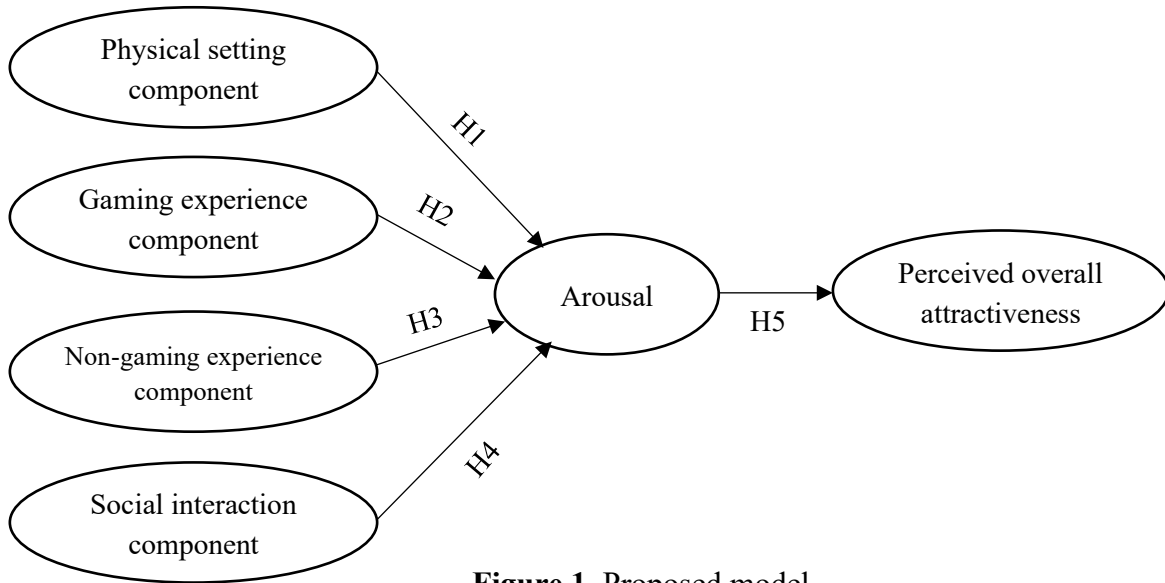 Physical setting
component
H1
Gaming experience
component
H2
Arousal
Perceived overall
attractiveness
H5
H3
Non-gaming experience
component
H4
Social interaction
component
Figure 1. Proposed model